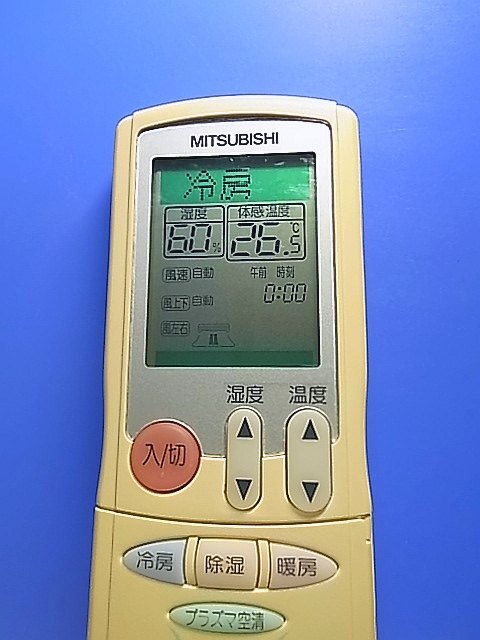 MITSUBISHI
冷房
湿度 体感温度
60% 26.5℃
風速 自動 午前 時刻
風上下 自動 0:00
風左右
湿度 温度
入/切
冷房 除湿 暖房
プラズマ空清